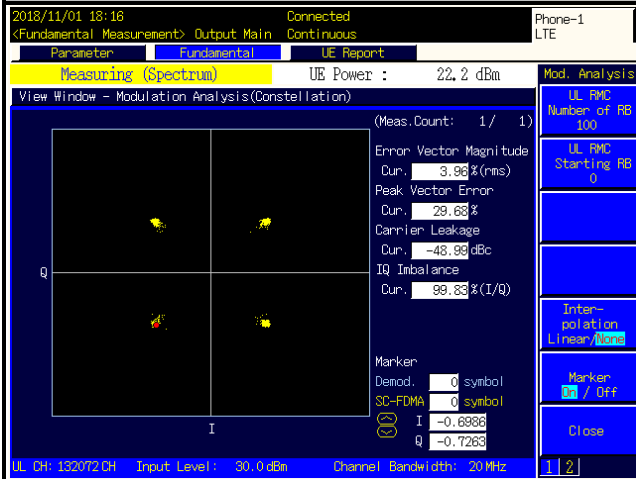 2018/11/01 18:16 Connected Phone-1
<Fundamental Measurement> Output Main Continuous LTE
Parameter Fundamental UE Report
Measuring (Spectrum) UE Power : 22.2 dBm Mod. Analysis
View Window - Modulation Analysis(Constellation)
UL RMC
Number of RB
100
(Meas.Count: 1/ 1)
Error Vector Magnitude
Cur. 3.96 %(rms)
Peak Vector Error
Cur. 29.68 %
Carrier Leakage
Cur. -48.99 dBc
IQ Imbalance
Cur. 99.83 %(I/Q)
UL RMC
Starting RB
0
Q
I
Marker
Demod. 0 symbol
SC-FDMA 0 symbol
I -0.6986
Q -0.7263
Inter-
polation
Linear/None
Marker
On / Off
Close
UL CH: 132072 CH Input Level: 30.0 dBm Channel Bandwidth: 20 MHz 1 2